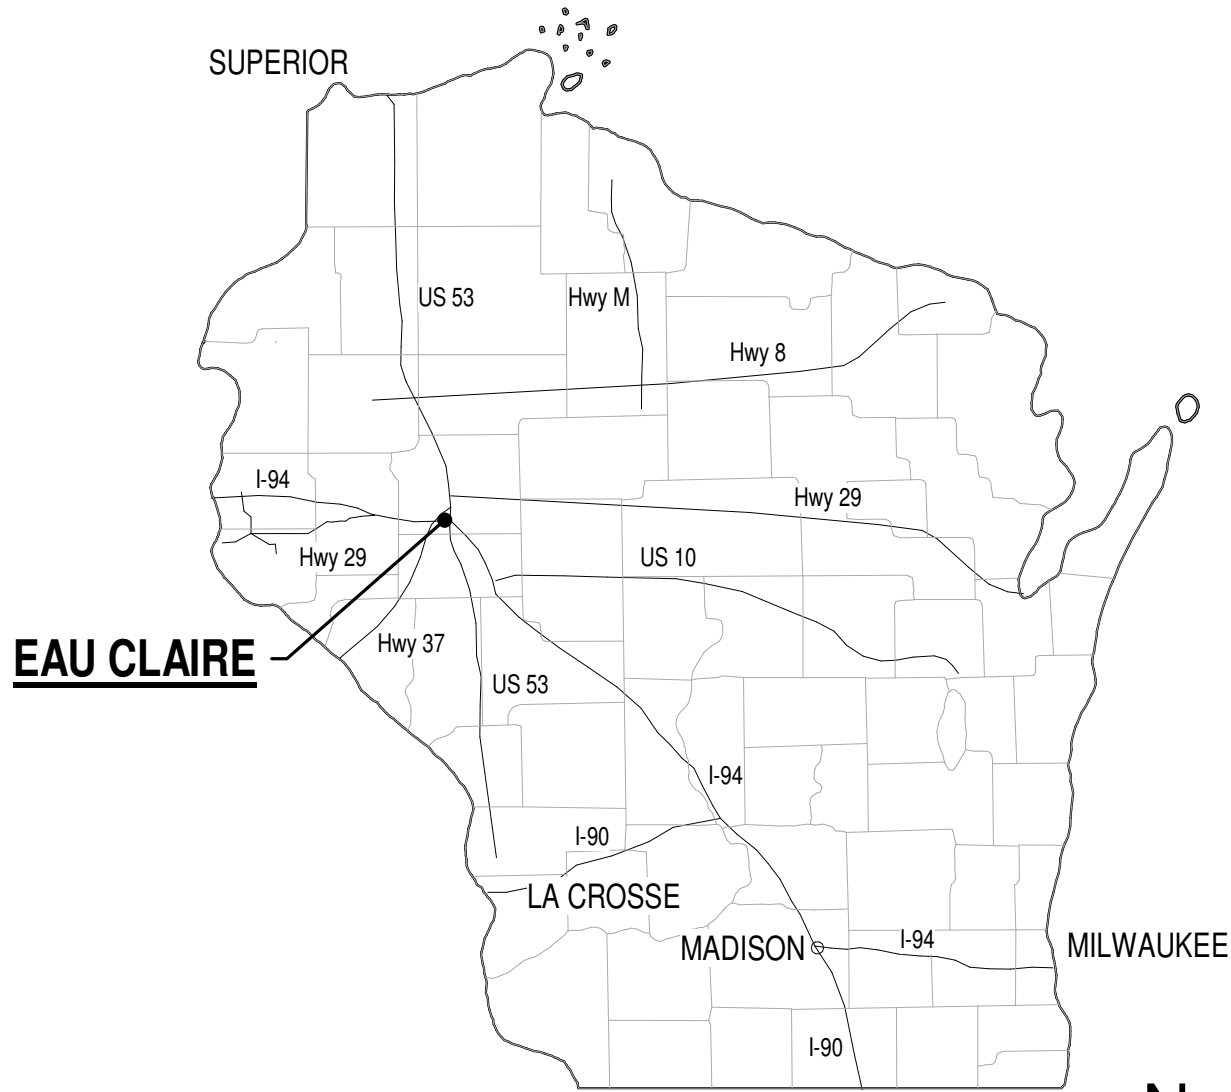 SUPERIOR
US 53
Hwy M
Hwy 8
I-94
Hwy 29
Hwy 29
US 10
EAU CLAIRE
Hwy 37
US 53
I-94
I-90
LA CROSSE
MADISON
I-94
MILWAUKEE
I-90